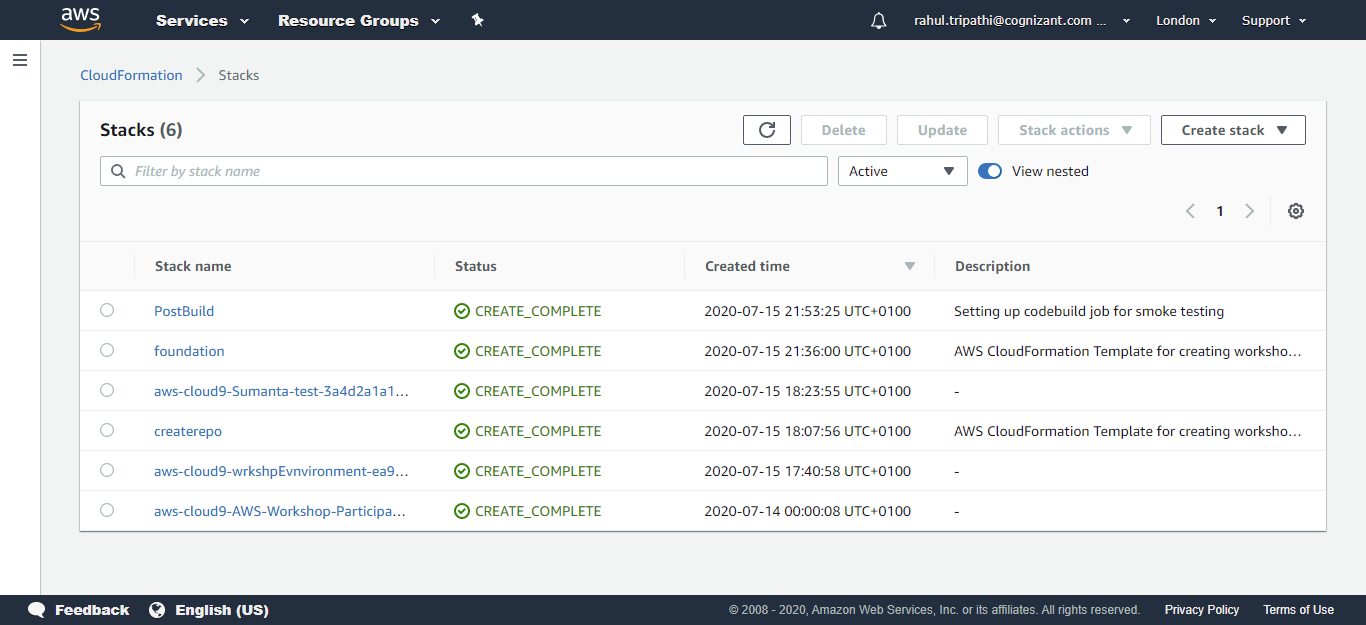 aws Services Resource Groups rahul.tripathi@cognizant.com ... London Support
CloudFormation Stacks
Stacks (6) Delete Update Stack actions Create stack
Filter by stack name Active View nested
1
Stack name Status Created time Description
PostBuild CREATE_COMPLETE 2020-07-15 21:53:25 UTC+0100 Setting up codebuild job for smoke testing
foundation CREATE_COMPLETE 2020-07-15 21:36:00 UTC+0100 AWS CloudFormation Template for creating worksho...
aws-cloud9-Sumanta-test-3a4d2a1a1... CREATE_COMPLETE 2020-07-15 18:23:55 UTC+0100 -
createrepo CREATE_COMPLETE 2020-07-15 18:07:56 UTC+0100 AWS CloudFormation Template for creating worksho...
aws-cloud9-wrkshpEvnvironment-ea9... CREATE_COMPLETE 2020-07-15 17:40:58 UTC+0100 -
aws-cloud9-AWS-Workshop-Participa... CREATE_COMPLETE 2020-07-14 00:00:08 UTC+0100 -
Feedback English (US) © 2008 - 2020, Amazon Web Services, Inc. or its affiliates. All rights reserved. Privacy Policy Terms of Use